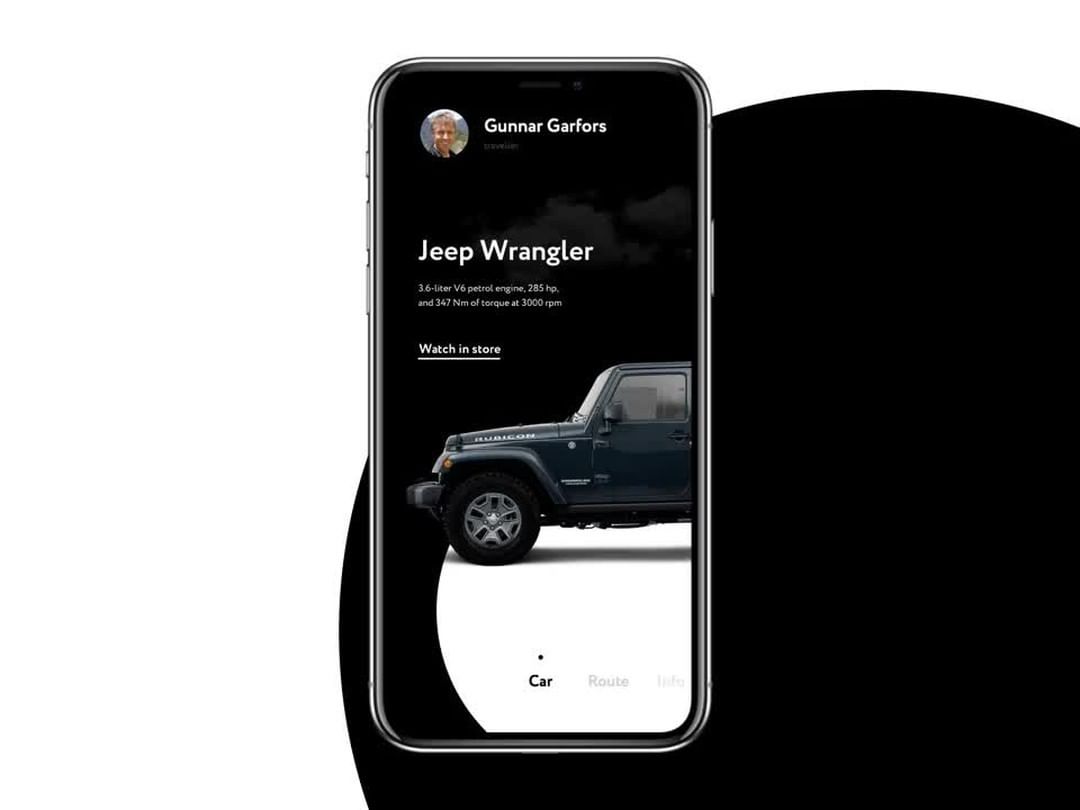 Gunnar Garfors
traveller
Jeep Wrangler
3.6-liter V6 petrol engine, 285 hp,
and 347 Nm of torque at 3000 rpm
Watch in store
RUBICON
Car
Route
Info